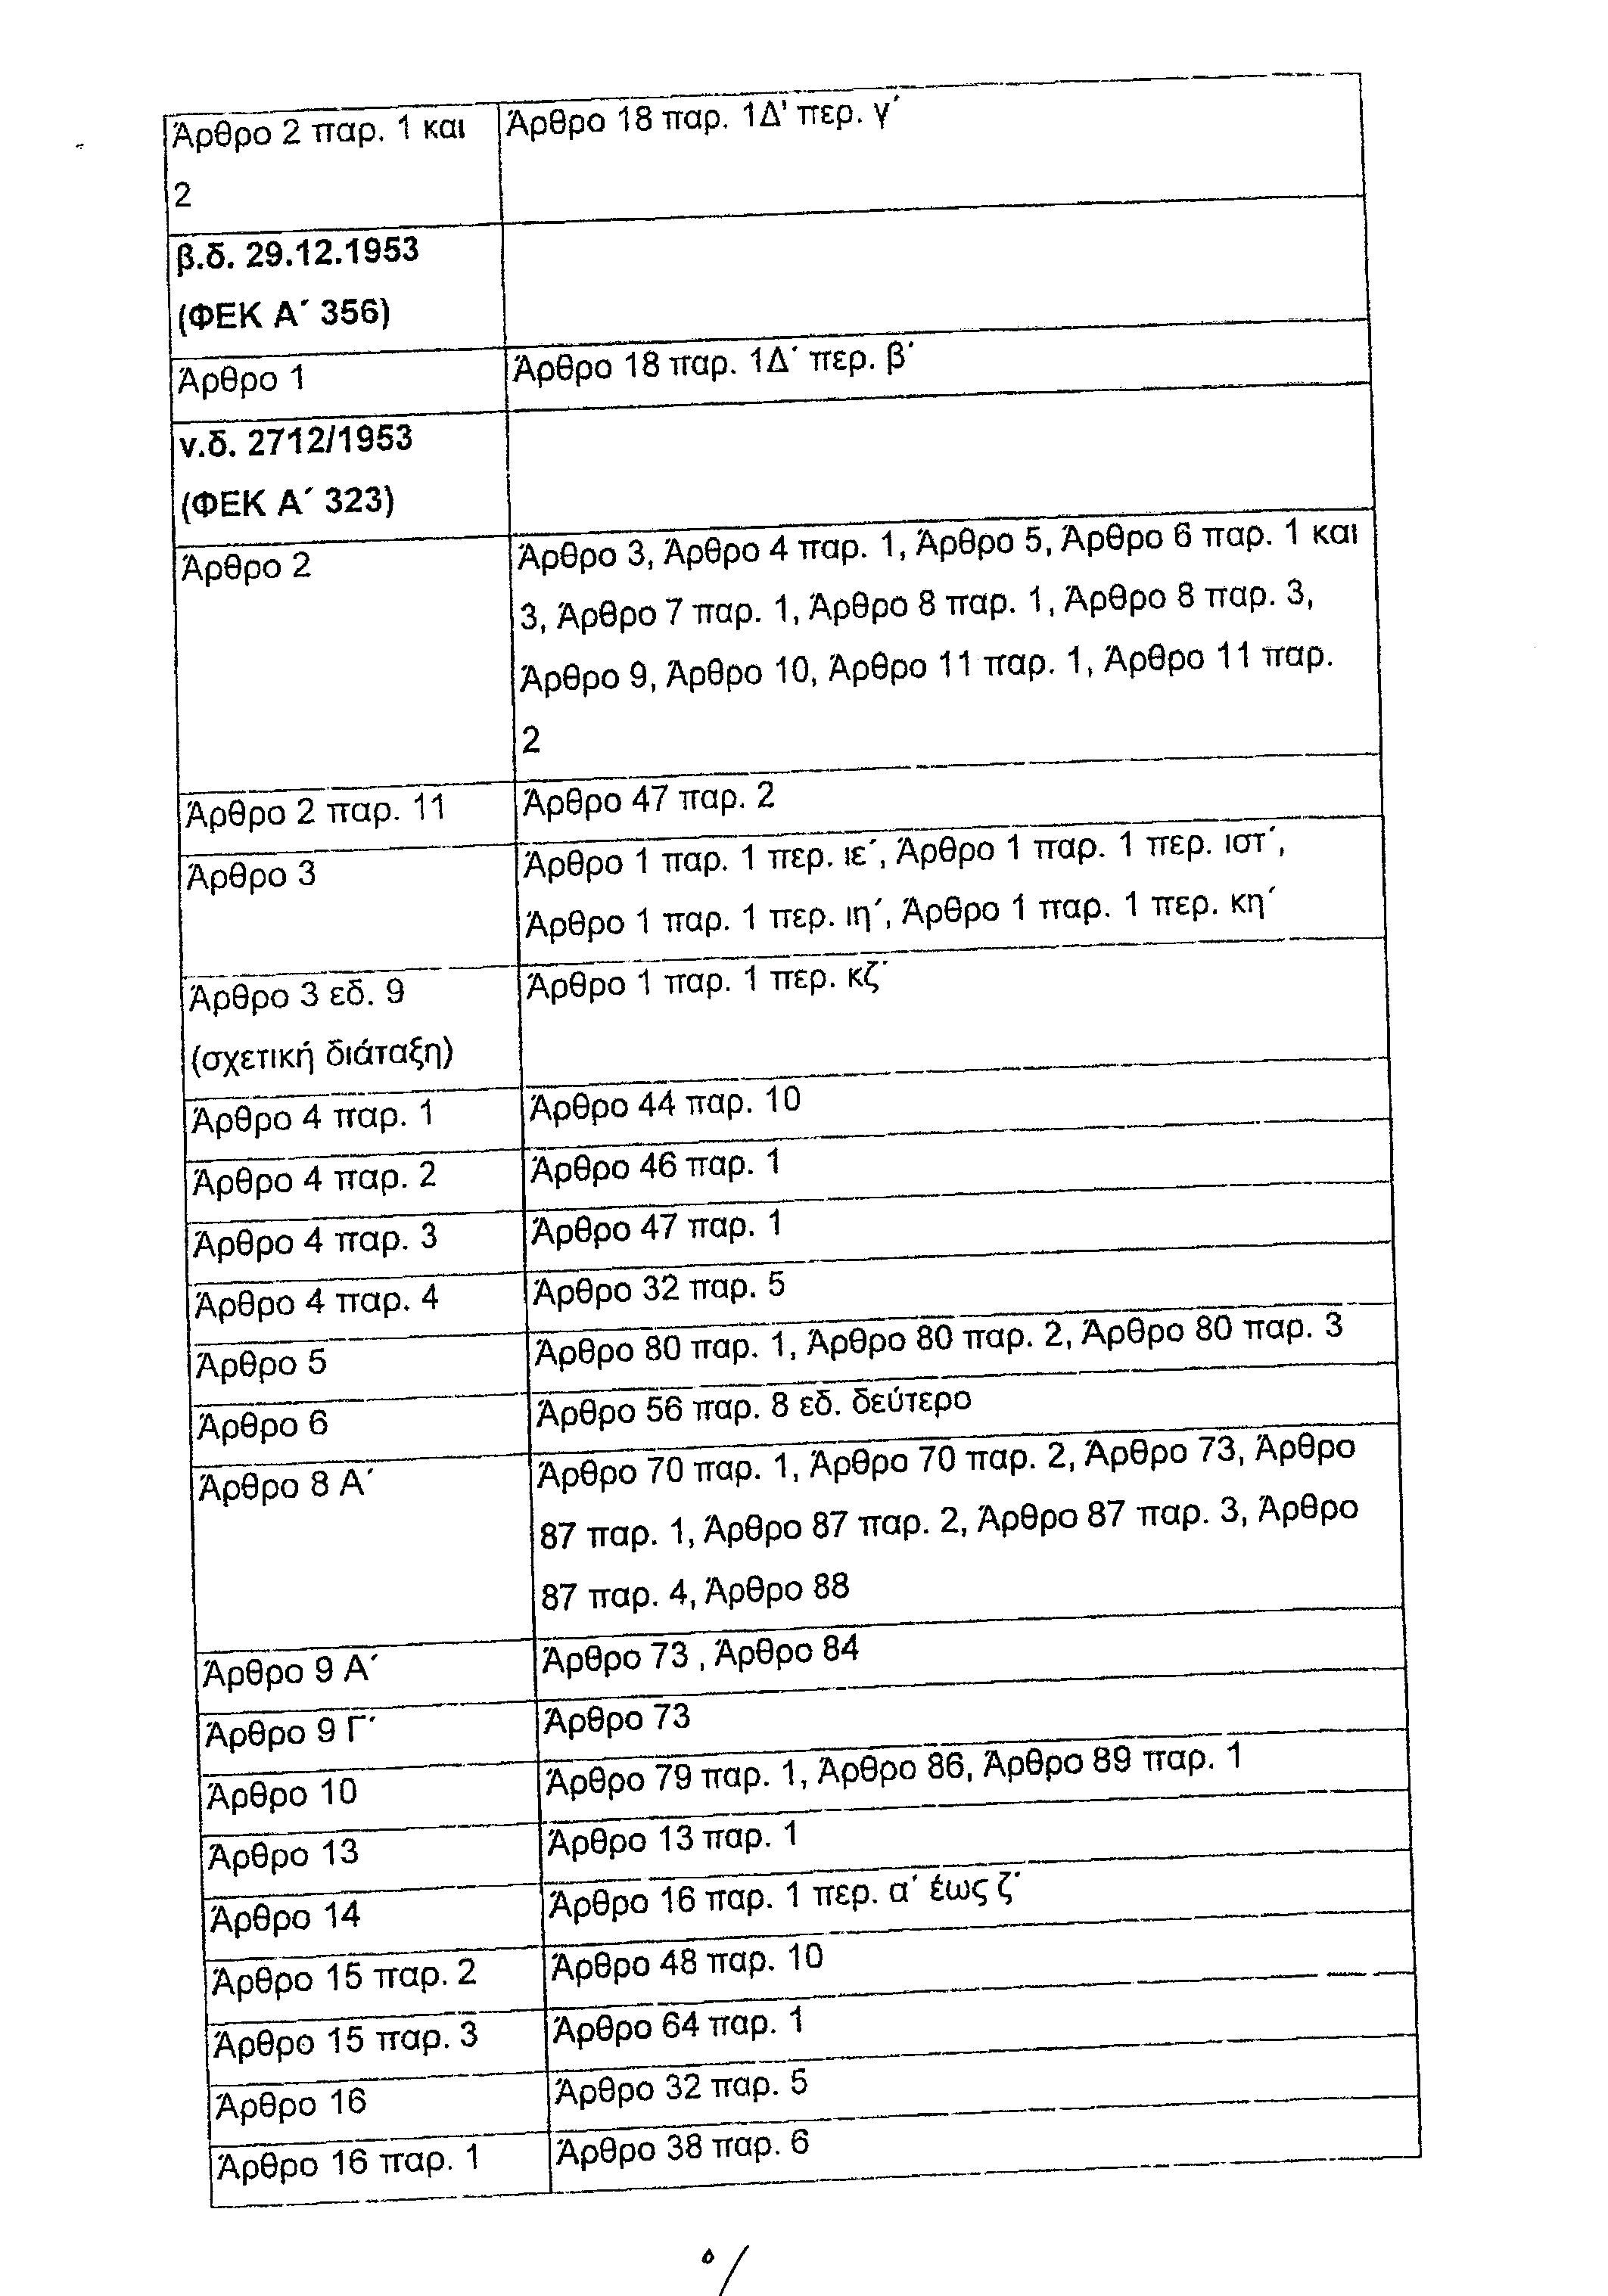 Άρθρο 2 παρ. 1 και Άρθρο 18 παρ. 1Δ' περ. γ΄
2
β.δ. 29.12.1953
(ΦΕΚ Α΄ 356)
Άρθρο 1 Άρθρο 18 παρ. 1Δ΄ περ. β΄
ν.δ. 2712/1953
(ΦΕΚ Α΄ 323)
Άρθρο 2 Άρθρο 3, Άρθρο 4 παρ. 1, Άρθρο 5, Άρθρο 6 παρ. 1 και
3, Άρθρο 7 παρ. 1, Άρθρο 8 παρ. 1, Άρθρο 8 παρ. 3,
Άρθρο 9, Άρθρο 10, Άρθρο 11 παρ. 1, Άρθρο 11 παρ.
2
Άρθρο 2 παρ. 11 Άρθρο 47 παρ. 2
Άρθρο 3 Άρθρο 1 παρ. 1 περ. ιε΄, Άρθρο 1 παρ. 1 περ. ιστ΄,
Άρθρο 1 παρ. 1 περ. ιη΄, Άρθρο 1 παρ. 1 περ. κη΄
Άρθρο 3 εδ. 9 Άρθρο 1 παρ. 1 περ. κζ΄
(σχετική διάταξη)
Άρθρο 4 παρ. 1 Άρθρο 44 παρ. 10
Άρθρο 4 παρ. 2 Άρθρο 46 παρ. 1
Άρθρο 4 παρ. 3 Άρθρο 47 παρ. 1
Άρθρο 4 παρ. 4 Άρθρο 32 παρ. 5
Άρθρο 5 Άρθρο 80 παρ. 1, Άρθρο 80 παρ. 2, Άρθρο 80 παρ. 3
Άρθρο 6 Άρθρο 56 παρ. 8 εδ. δεύτερο
Άρθρο 8 Α΄ Άρθρο 70 παρ. 1, Άρθρο 70 παρ. 2, Άρθρο 73, Άρθρο
87 παρ. 1, Άρθρο 87 παρ. 2, Άρθρο 87 παρ. 3, Άρθρο
87 παρ. 4, Άρθρο 88
Άρθρο 9 Α΄ Άρθρο 73 , Άρθρο 84
Άρθρο 9 Γ΄ Άρθρο 73
Άρθρο 10 Άρθρο 79 παρ. 1, Άρθρο 86, Άρθρο 89 παρ. 1
Άρθρο 13 Άρθρο 13 παρ. 1
Άρθρο 14 Άρθρο 16 παρ. 1 περ. α΄ έως ζ΄
Άρθρο 15 παρ. 2 Άρθρο 48 παρ. 10
Άρθρο 15 παρ. 3 Άρθρο 64 παρ. 1
Άρθρο 16 Άρθρο 32 παρ. 5
Άρθρο 16 παρ. 1 Άρθρο 38 παρ. 6